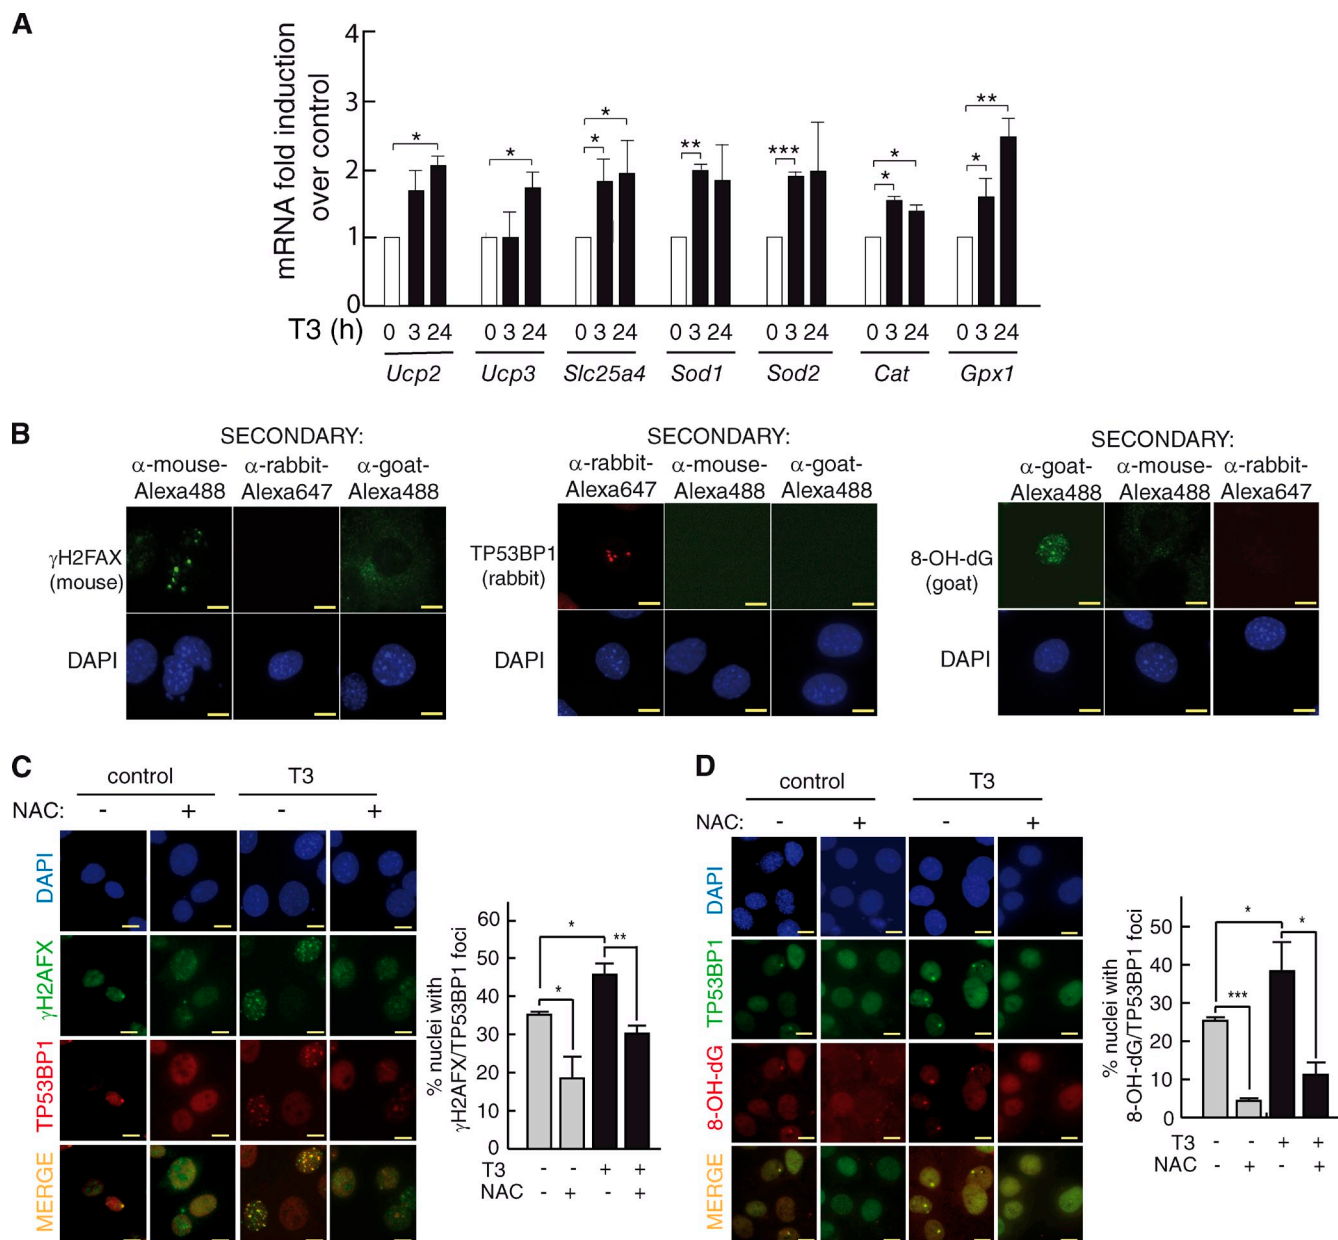 A
mRNA fold induction
over control
4
3
2
1
0
* * * * ** *** * * * **
T3 (h)
0 3 24 0 3 24 0 3 24 0 3 24 0 3 24 0 3 24 0 3 24
Ucp2 Ucp3 Slc25a4 Sod1 Sod2 Cat Gpx1
B
SECONDARY:
α-mouse-
Alexa488
α-rabbit-
Alexa647
α-goat-
Alexa488
γH2FAX
(mouse)
DAPI
SECONDARY:
α-rabbit-
Alexa647
α-mouse-
Alexa488
α-goat-
Alexa488
TP53BP1
(rabbit)
DAPI
SECONDARY:
α-goat-
Alexa488
α-mouse-
Alexa488
α-rabbit-
Alexa647
8-OH-dG
(goat)
DAPI
C
control T3
NAC: - + - +
DAPI
γH2AFX
TP53BP1
MERGE
% nuclei with
γH2AFX/TP53BP1 foci
60
50
40
30
20
10
0
* * **
T3 - - + +
NAC - + - +
D
control T3
NAC: - + - +
DAPI
TP53BP1
8-OH-dG
MERGE
% nuclei with
8-OH-dG/TP53BP1 foci
50
40
30
20
10
0
*** * *
T3 - - + +
NAC - + - +